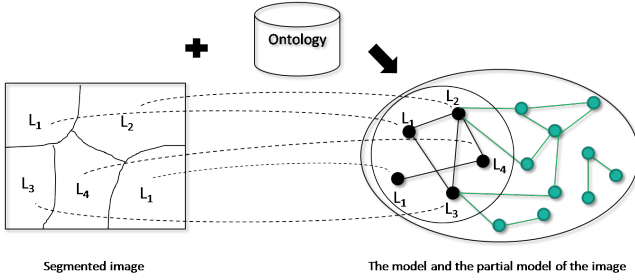 Ontology
L₁
L₂
L₃
L₄
L₁
L₂
L₁
L₄
L₁
L₃
Segmented image
The model and the partial model of the image